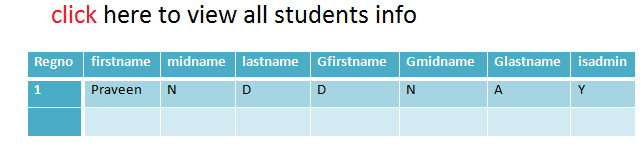 click here to view all students info
Regno firstname midname lastname Gfirstname Gmidname Glastname isadmin
1 Praveen N D D N A Y